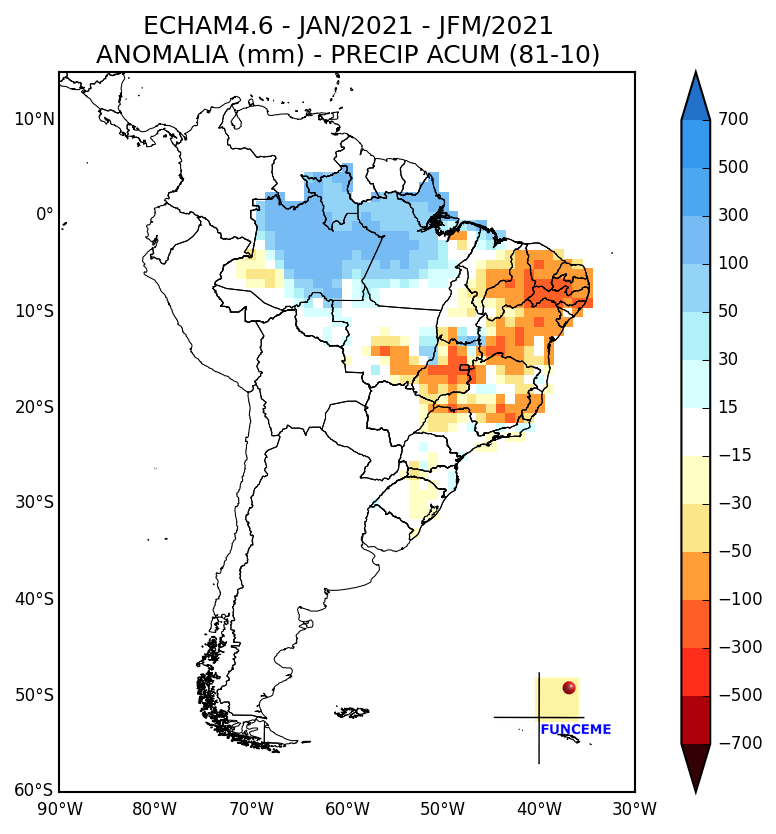 ECHAM4.6 - JAN/2021 - JFM/2021
ANOMALIA (mm) - PRECIP ACUM (81-10)
10°N
0°
10°S
20°S
30°S
40°S
50°S
60°S
90°W 80°W 70°W 60°W 50°W 40°W 30°W
700
500
300
100
50
30
15
−15
−30
−50
−100
−300
−500
−700
FUNCEME